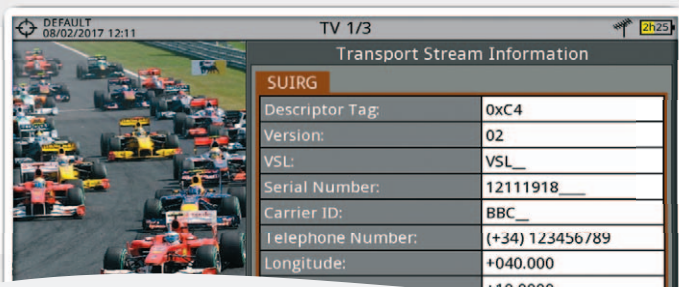 DEFAULT
08/02/2017 12:11
TV 1/3
2h25
Transport Stream Information
SUIRG
Descriptor Tag: 0xC4
Version: 02
VSL: VSL__
Serial Number: 12111918___
Carrier ID: BBC__
Telephone Number: (+34) 123456789
Longitude: +040.000